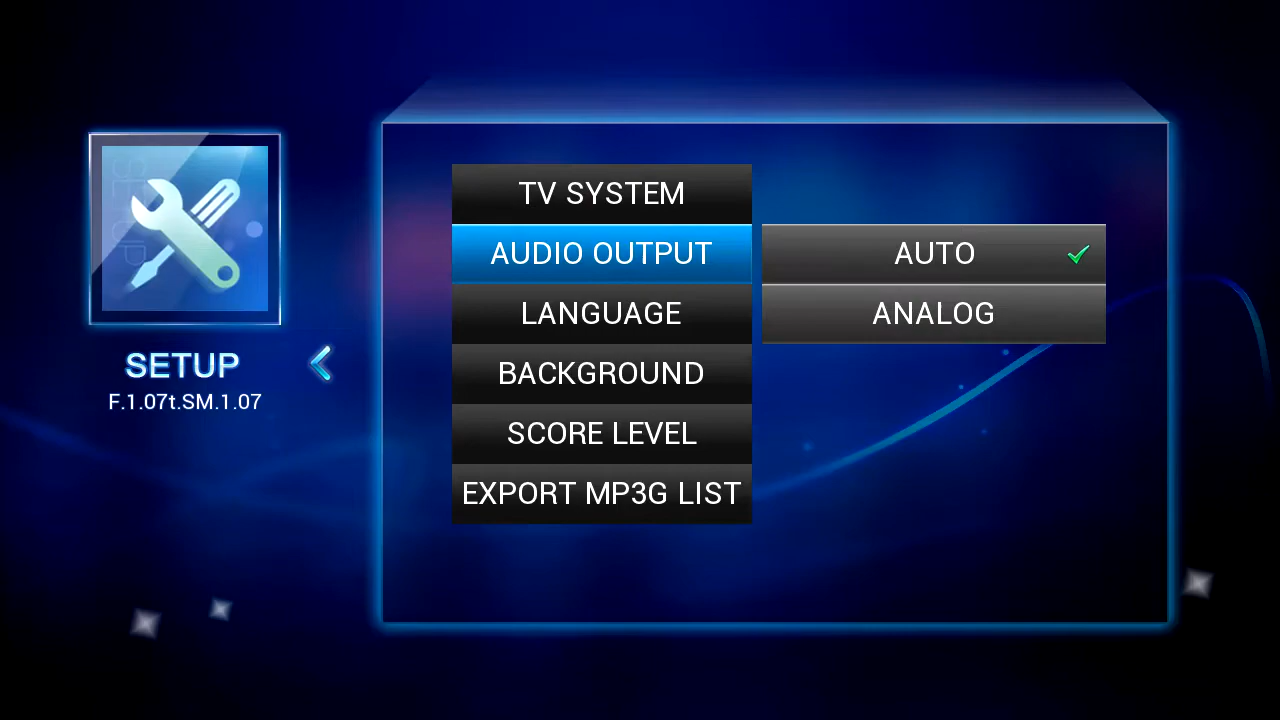 SETUP
F.1.07t.SM.1.07
TV SYSTEM
AUDIO OUTPUT
AUTO
LANGUAGE
ANALOG
BACKGROUND
SCORE LEVEL
EXPORT MP3G LIST